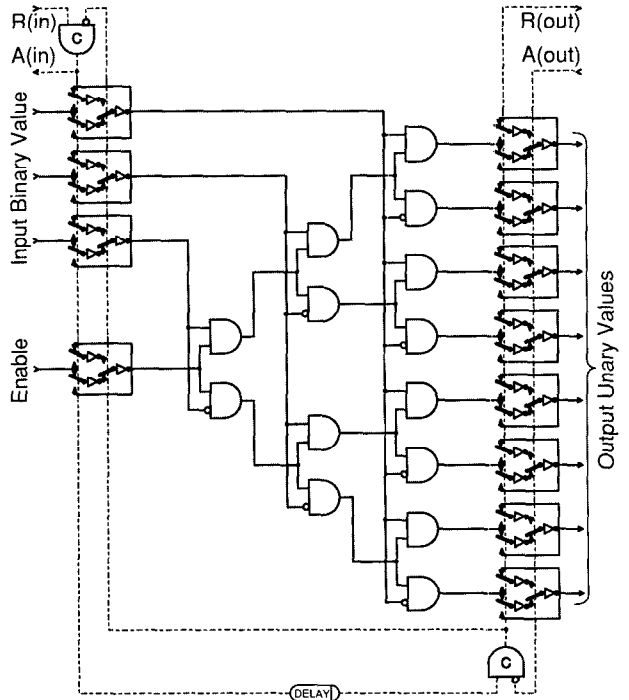 R(in)
C
A(in)
R(out)
A(out)
Input Binary Value
Enable
Output Unary Values
C
DELAY